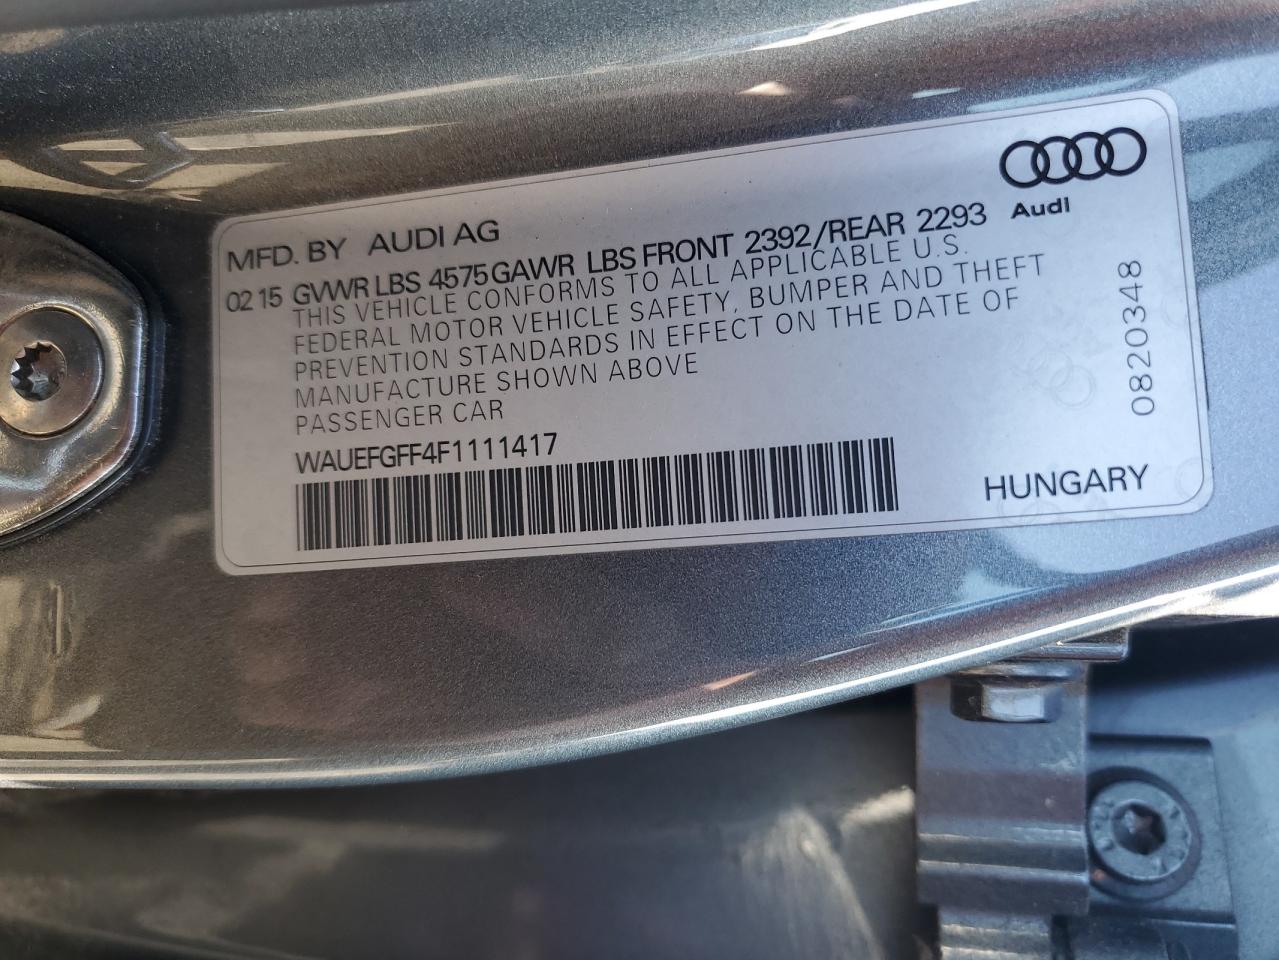 Audi
MFD. BY AUDI AG
02 15 GVWR LBS 4575 GAWR LBS FRONT 2392/REAR 2293
THIS VEHICLE CONFORMS TO ALL APPLICABLE U.S.
FEDERAL MOTOR VEHICLE SAFETY, BUMPER AND THEFT
PREVENTION STANDARDS IN EFFECT ON THE DATE OF
MANUFACTURE SHOWN ABOVE
PASSENGER CAR
WAUEFGFF4F1111417
HUNGARY
0820348